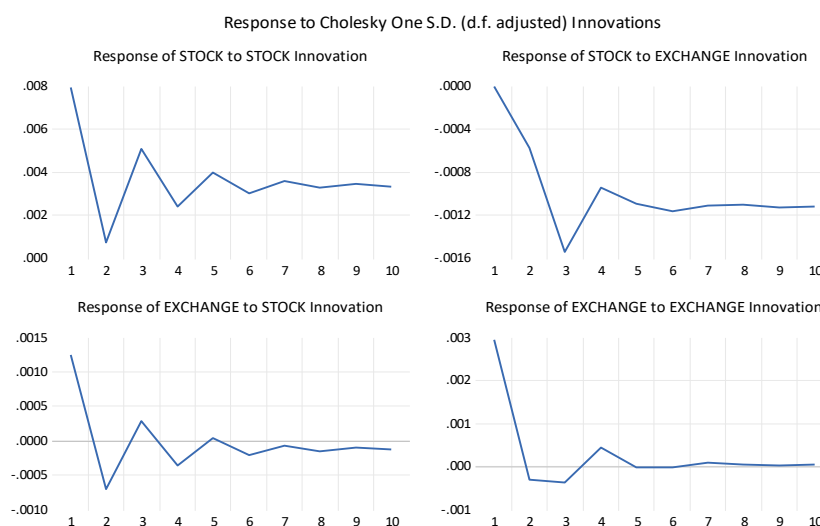 Response to Cholesky One S.D. (d.f. adjusted) Innovations
Response of STOCK to STOCK Innovation
.008
.006
.004
.002
.000
1 2 3 4 5 6 7 8 9 10
Response of STOCK to EXCHANGE Innovation
.0000
-.0004
-.0008
-.0012
-.0016
1 2 3 4 5 6 7 8 9 10
Response of EXCHANGE to STOCK Innovation
.0015
.0010
.0005
.0000
-.0005
-.0010
1 2 3 4 5 6 7 8 9 10
Response of EXCHANGE to EXCHANGE Innovation
.003
.002
.001
.000
-.001
1 2 3 4 5 6 7 8 9 10